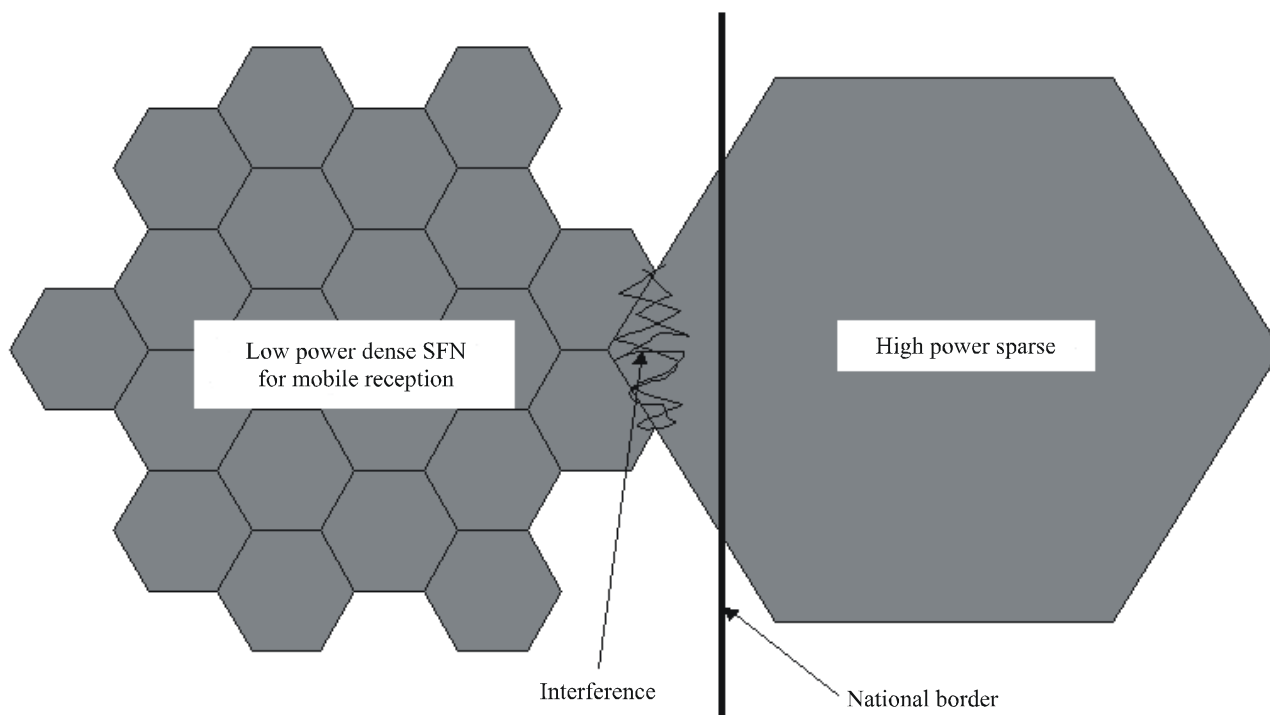 Low power dense SFN
for mobile reception
High power sparse
Interference
National border